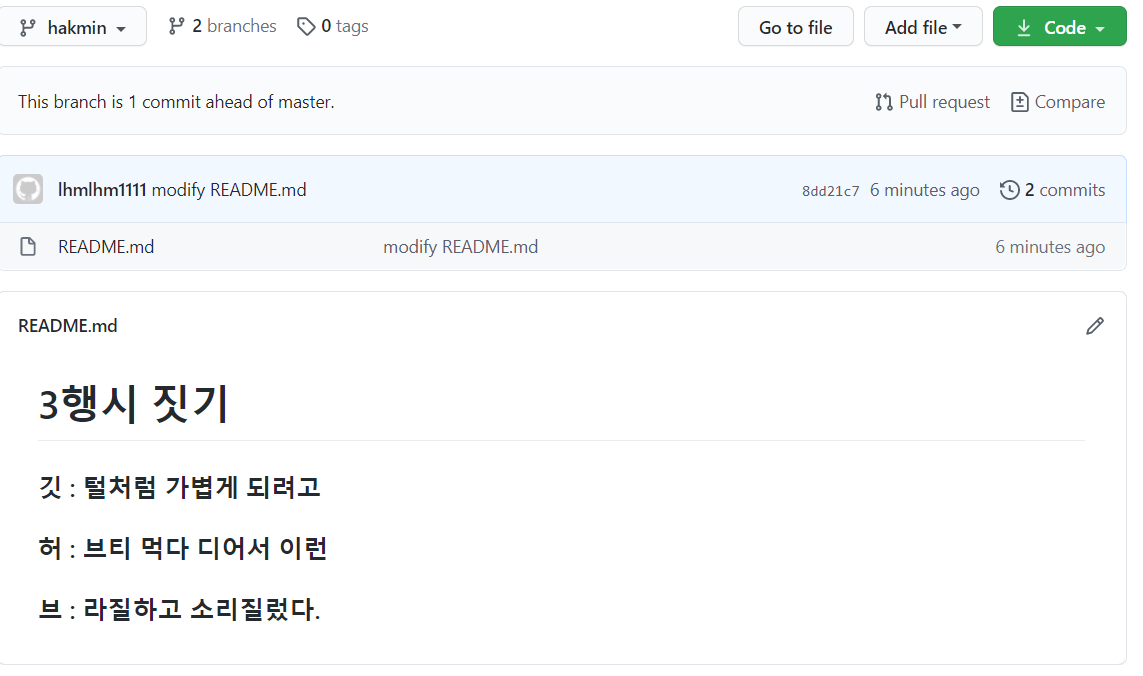 hakmin 2 branches 0 tags Go to file Add file Code
This branch is 1 commit ahead of master. Pull request Compare
lhmlhm1111 modify README.md 8dd21c7 6 minutes ago 2 commits
README.md modify README.md 6 minutes ago
README.md
3행시 짓기
깃 : 털처럼 가볍게 되려고
허 : 브티 먹다 디어서 이런
브 : 라질하고 소리질렀다.